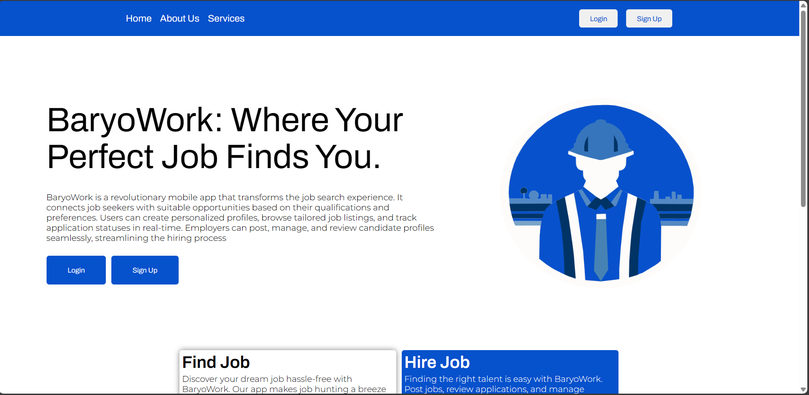 Home About Us Services
Login Sign Up
BaryoWork: Where Your
Perfect Job Finds You.
BaryoWork is a revolutionary mobile app that transforms the job search experience. It
connects job seekers with suitable opportunities based on their qualifications and
preferences. Users can create personalized profiles, browse tailored job listings, and track
application statuses in real-time. Employers can post, manage, and review candidate profiles
seamlessly, streamlining the hiring process
Login Sign Up
Find Job
Discover your dream job hassle-free with
BaryoWork. Our app makes job hunting a breeze
Hire Job
Finding the right talent is easy with BaryoWork.
Post jobs, review applications, and manage